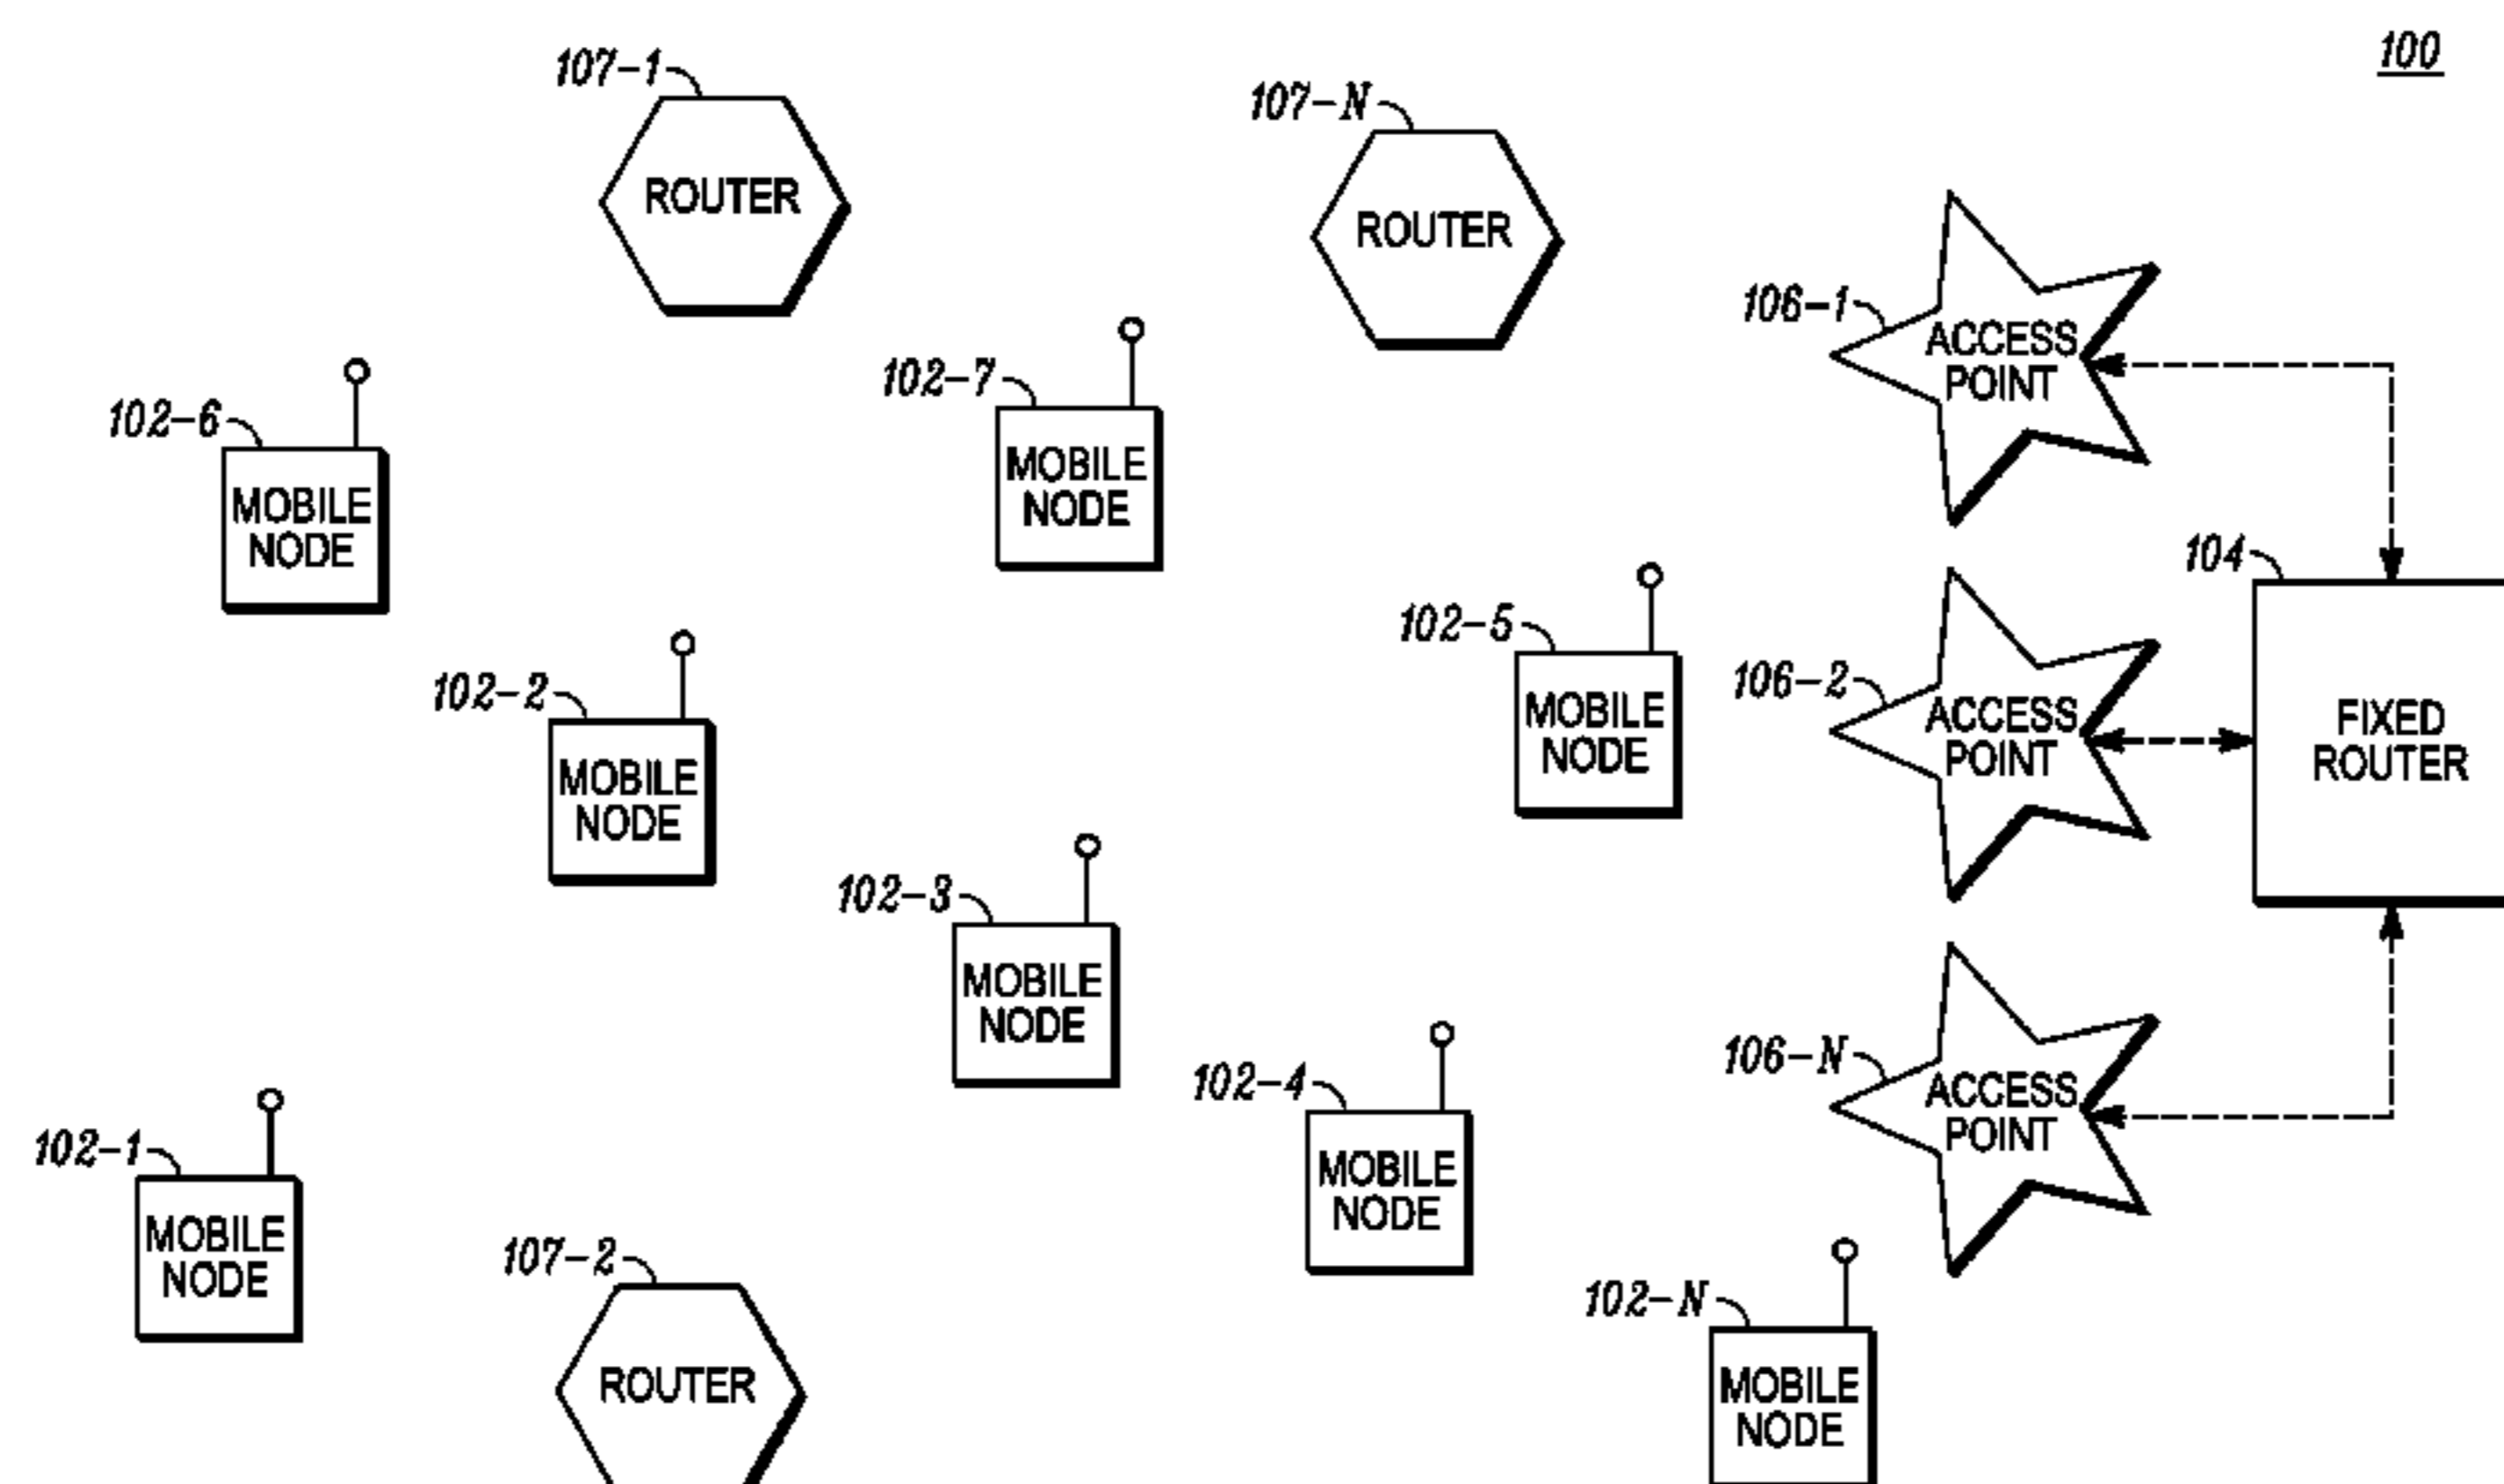 100
107-1
ROUTER
107-N
ROUTER
106-1
ACCESS
POINT
102-7
MOBILE
NODE
102-6
MOBILE
NODE
104
FIXED
ROUTER
102-5
MOBILE
NODE
106-2
ACCESS
POINT
102-2
MOBILE
NODE
102-3
MOBILE
NODE
106-N
ACCESS
POINT
102-4
MOBILE
NODE
102-1
MOBILE
NODE
107-2
ROUTER
102-N
MOBILE
NODE